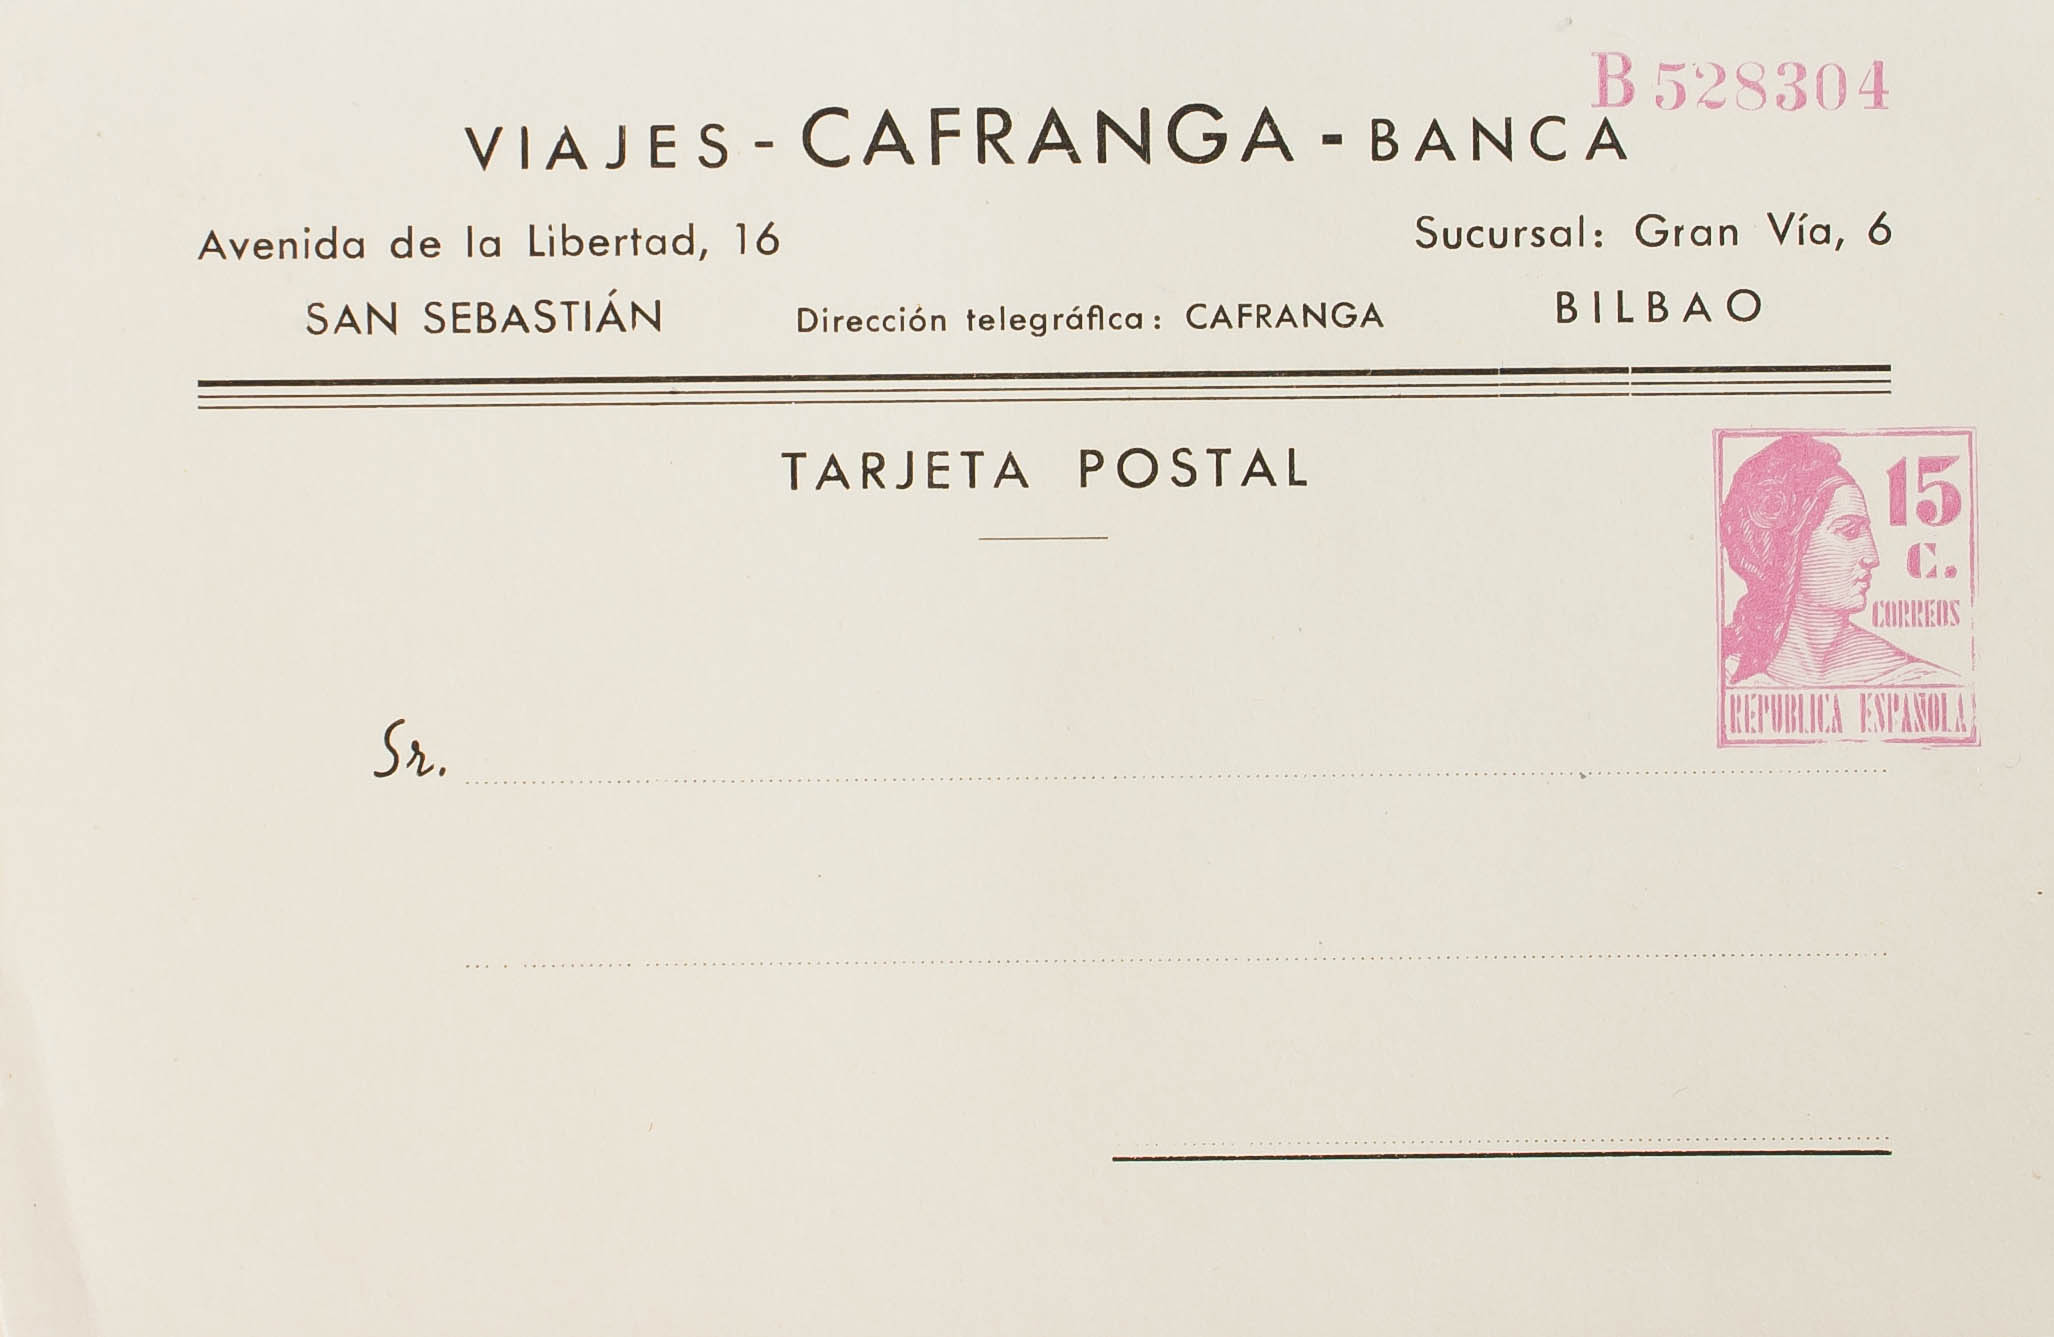 B528304
VIAJES - CAFRANGA - BANCA
Avenida de la Libertad, 16
Sucursal: Gran Vía, 6
SAN SEBASTIÁN
Dirección telegráfica: CAFRANGA
BILBAO
TARJETA POSTAL
15
C.
CORREOS
REPUBLICA ESPAÑOLA
Sr.